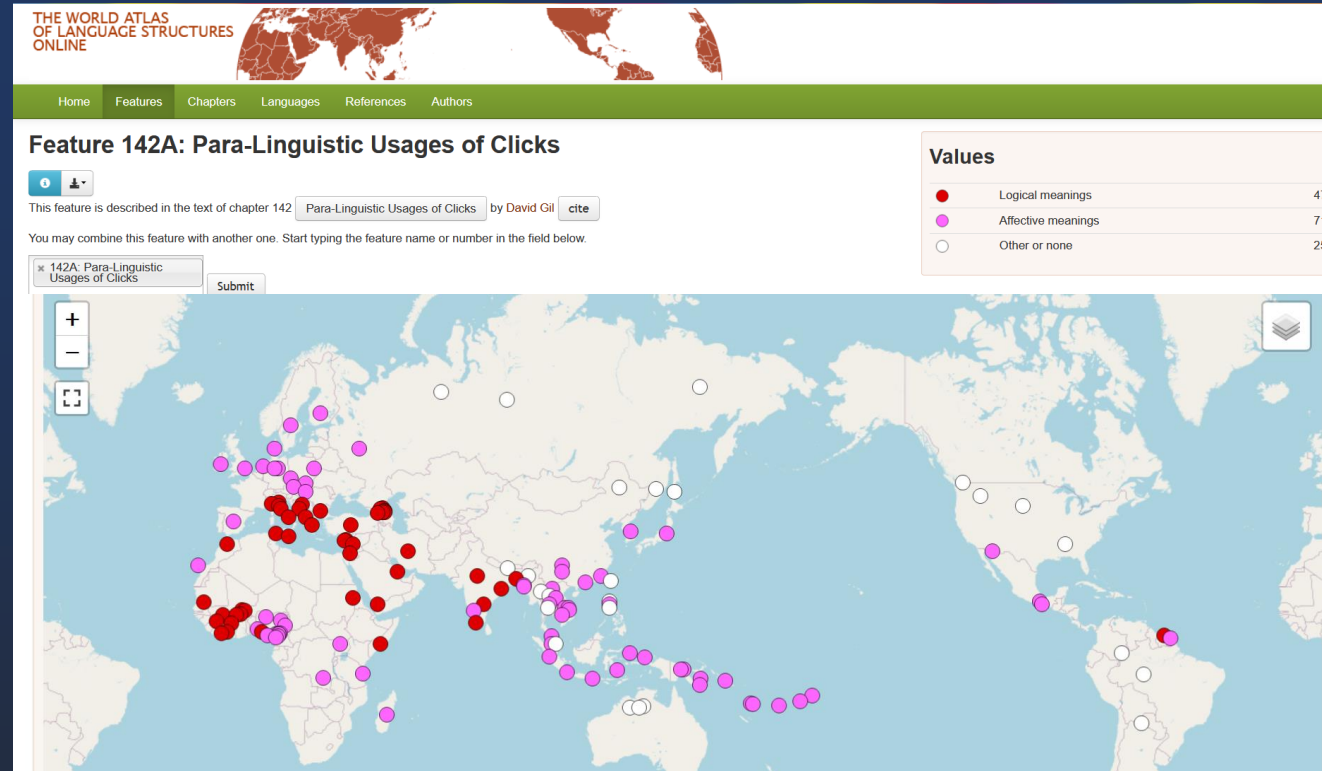 THE WORLD ATLAS
OF LANGUAGE STRUCTURES
ONLINE
Home Features Chapters Languages References Authors
Feature 142A: Para-Linguistic Usages of Clicks
This feature is described in the text of chapter 142 Para-Linguistic Usages of Clicks by David Gil cite
You may combine this feature with another one. Start typing the feature name or number in the field below.
× 142A: Para-Linguistic
Usages of Clicks
Submit
Values
Logical meanings 47
Affective meanings 7
Other or none 25
+
−